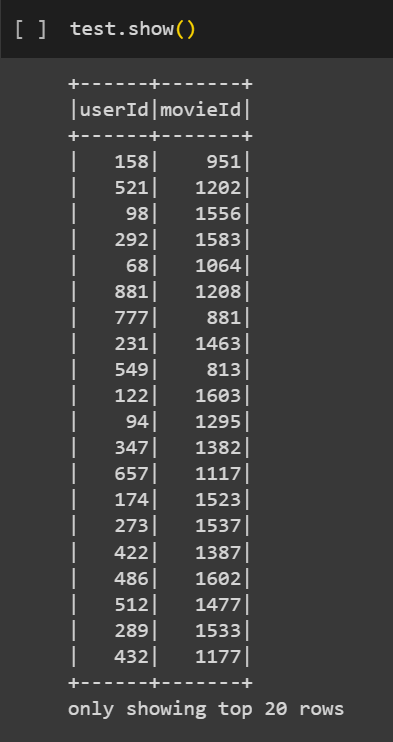 [ ] test.show()
+------+-------+
|userId|movieId|
+------+-------+
|   158|    951|
|   521|   1202|
|    98|   1556|
|   292|   1583|
|    68|   1064|
|   881|   1208|
|   777|    881|
|   231|   1463|
|   549|    813|
|   122|   1603|
|    94|   1295|
|   347|   1382|
|   657|   1117|
|   174|   1523|
|   273|   1537|
|   422|   1387|
|   486|   1602|
|   512|   1477|
|   289|   1533|
|   432|   1177|
+------+-------+
only showing top 20 rows